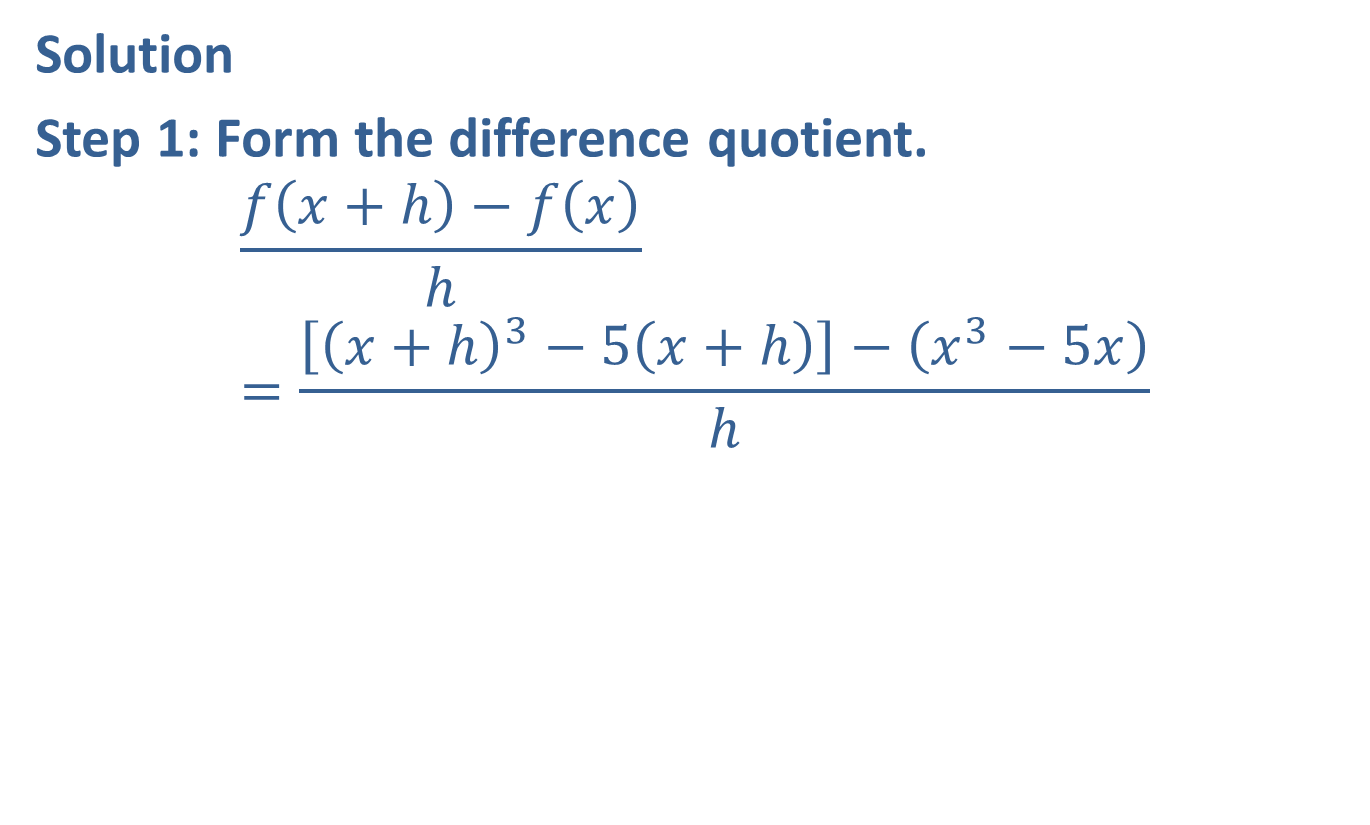 Solution
Step 1: Form the difference quotient.
f(x + h) − f(x)
h
[(x + h)³ − 5(x + h)] − (x³ − 5x)
=
h